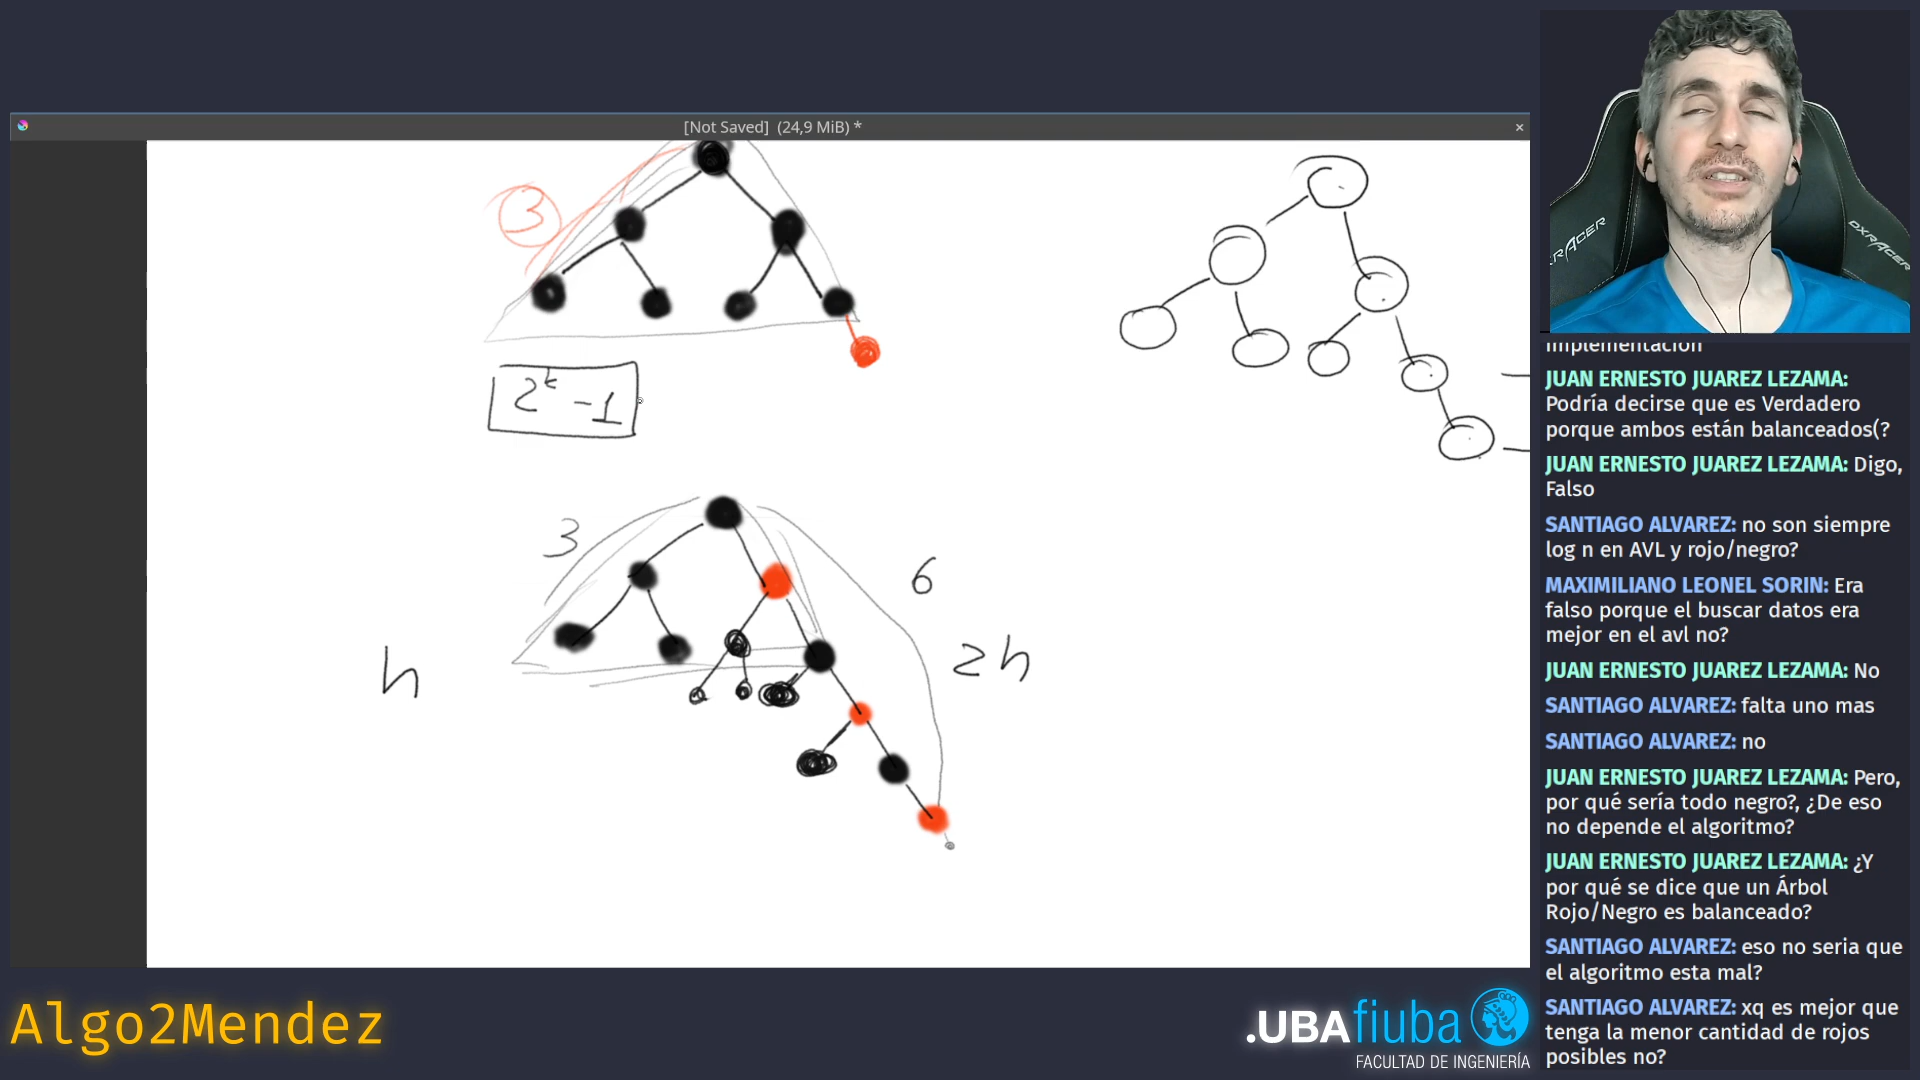 [Not Saved] (24,9 MiB) *
×
3
2^k - 1
3
6
h
2h
DXRACER
implementación
JUAN ERNESTO JUAREZ LEZAMA:
Podría decirse que es Verdadero
porque ambos están balanceados(?
JUAN ERNESTO JUAREZ LEZAMA: Digo,
Falso
SANTIAGO ALVAREZ: no son siempre
log n en AVL y rojo/negro?
MAXIMILIANO LEONEL SORIN: Era
falso porque el buscar datos era
mejor en el avl no?
JUAN ERNESTO JUAREZ LEZAMA: No
SANTIAGO ALVAREZ: falta uno mas
SANTIAGO ALVAREZ: no
JUAN ERNESTO JUAREZ LEZAMA: Pero,
por qué sería todo negro?, ¿De eso
no depende el algoritmo?
JUAN ERNESTO JUAREZ LEZAMA: ¿Y
por qué se dice que un Árbol
Rojo/Negro es balanceado?
SANTIAGO ALVAREZ: eso no seria que
el algoritmo esta mal?
SANTIAGO ALVAREZ: xq es mejor que
tenga la menor cantidad de rojos
posibles no?
Algo2Mendez
.UBAfiuba
FACULTAD DE INGENIERÍA